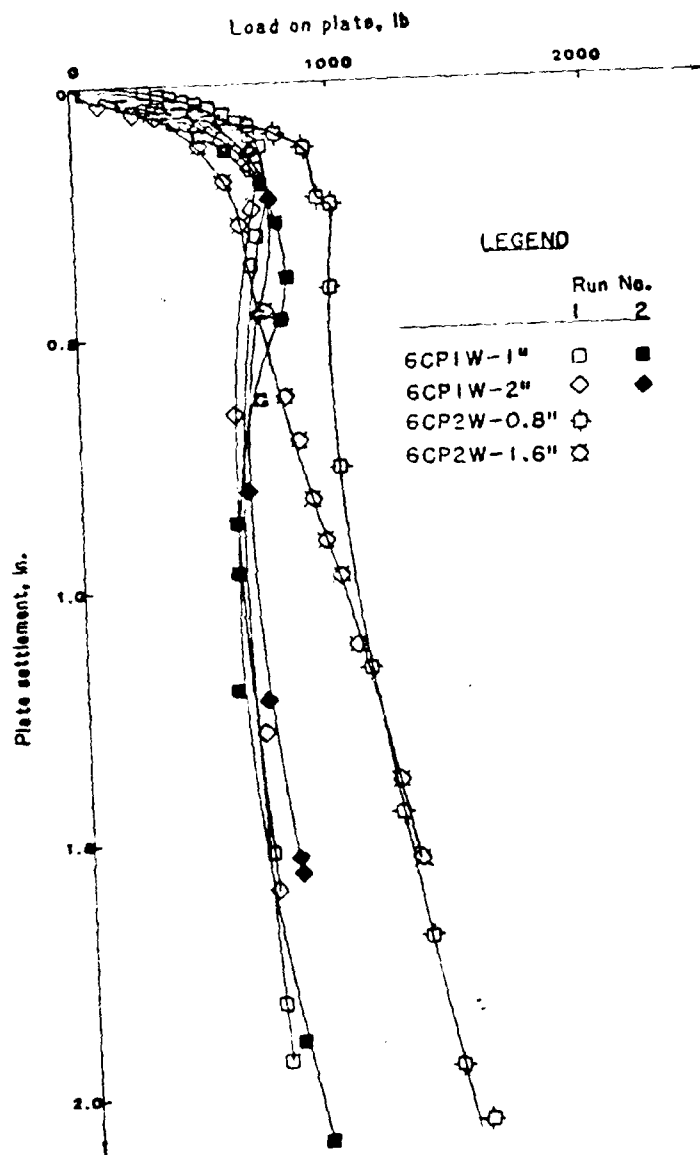 Load on plate, lb
0 1000 2000
0
0.5
1.0
1.5
2.0
Plate settlement, in.
LEGEND
Run No.
1 2
6CP1W-1"
6CP1W-2"
6CP2W-0.8"
6CP2W-1.6"